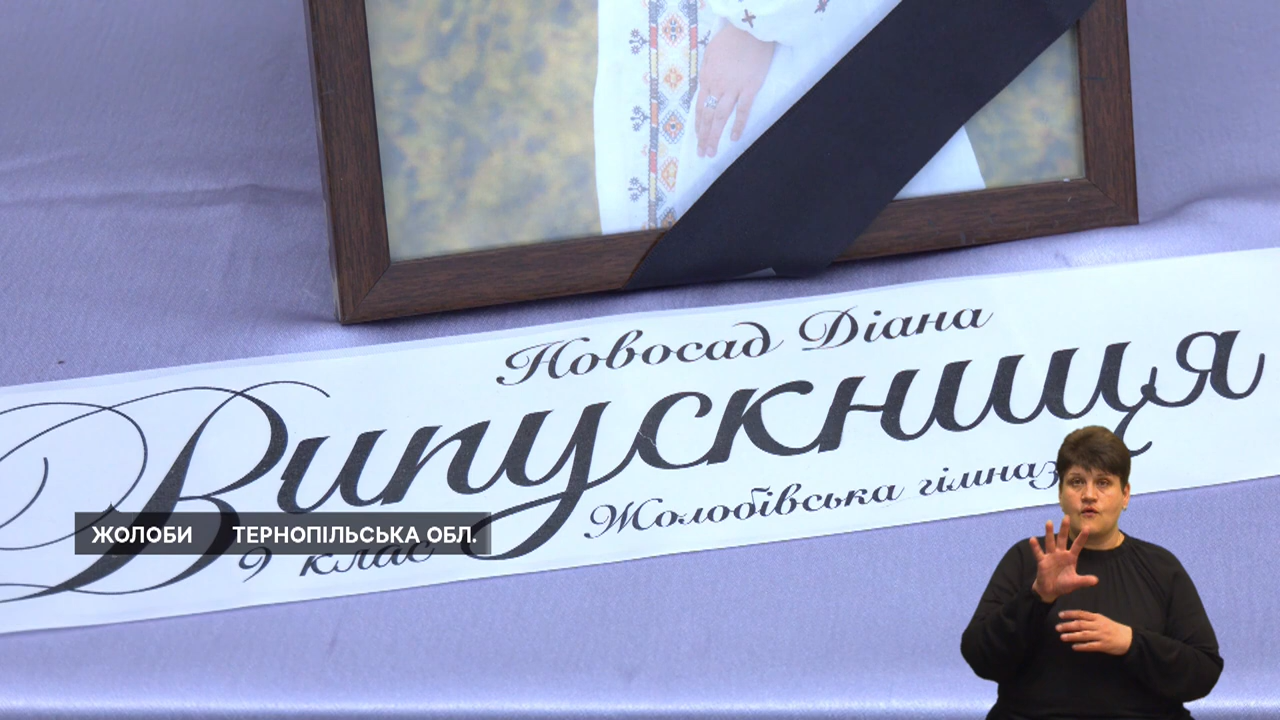 Новосад Діана
Випускниця
Жолобівська гімназ
9 клас
ЖОЛОБИ ТЕРНОПІЛЬСЬКА ОБЛ.